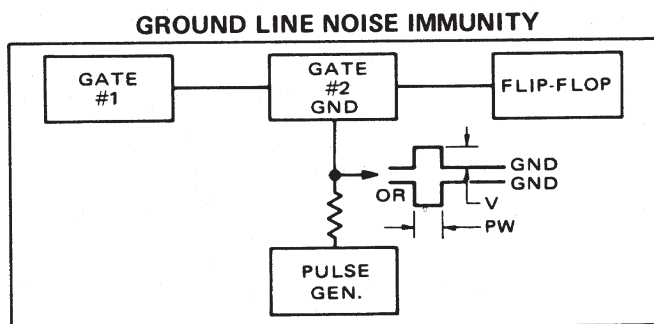 GROUND LINE NOISE IMMUNITY
GATE
#1
GATE
#2
GND
FLIP-FLOP
GND
GND
OR
V
PW
PULSE
GEN.